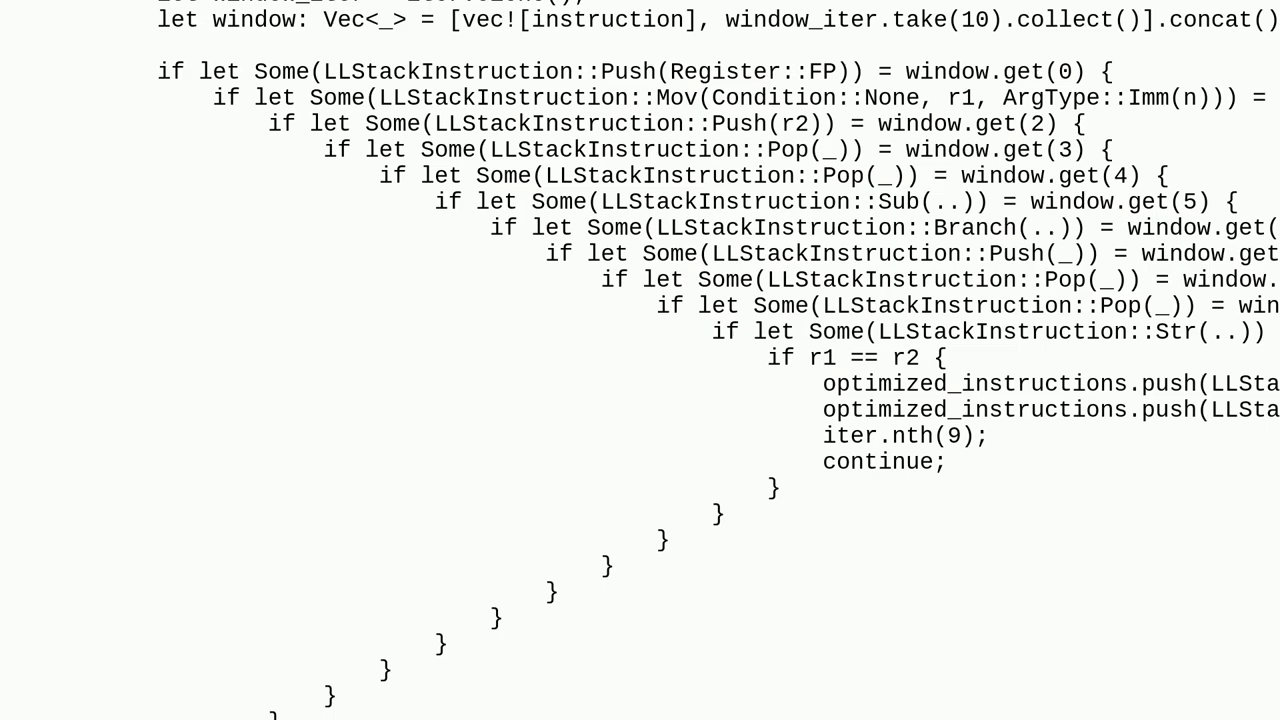 let window: Vec<_> = [vec![instruction], window_iter.take(10).collect()].concat()
if let Some(LLStackInstruction::Push(Register::FP)) = window.get(0) {
if let Some(LLStackInstruction::Mov(Condition::None, r1, ArgType::Imm(n))) =
if let Some(LLStackInstruction::Push(r2)) = window.get(2) {
if let Some(LLStackInstruction::Pop(_)) = window.get(3) {
if let Some(LLStackInstruction::Pop(_)) = window.get(4) {
if let Some(LLStackInstruction::Sub(..)) = window.get(5) {
if let Some(LLStackInstruction::Branch(..)) = window.get(
if let Some(LLStackInstruction::Push(_)) = window.get
if let Some(LLStackInstruction::Pop(_)) = window.
if let Some(LLStackInstruction::Pop(_)) = win
if let Some(LLStackInstruction::Str(..))
if r1 == r2 {
optimized_instructions.push(LLSta
optimized_instructions.push(LLSta
iter.nth(9);
continue;
}
}
}
}
}
}
}
}
}
}